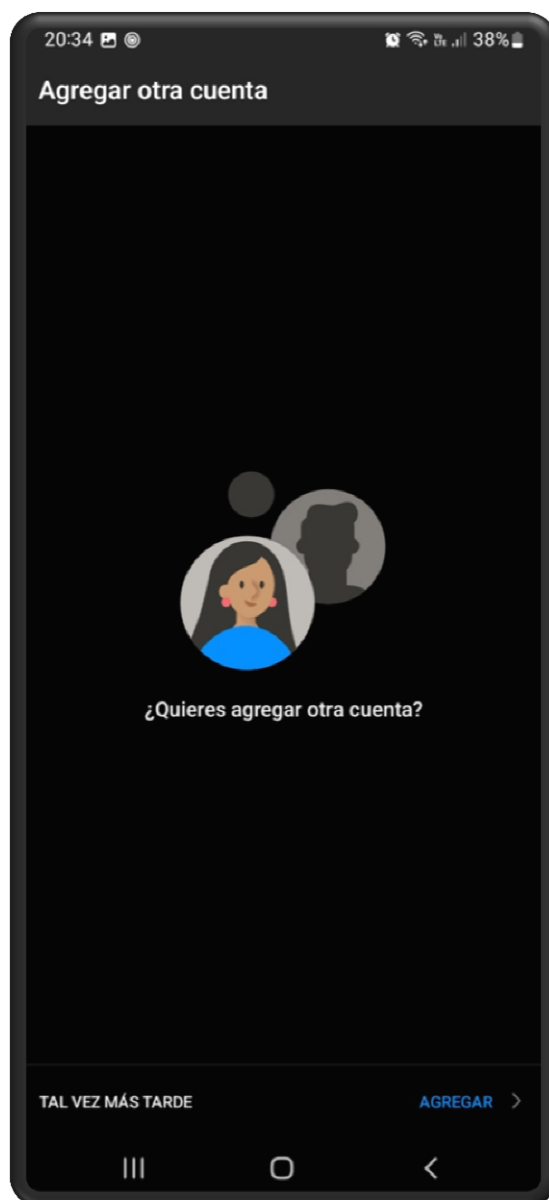 20:34 38%
Agregar otra cuenta
¿Quieres agregar otra cuenta?
TAL VEZ MÁS TARDE AGREGAR